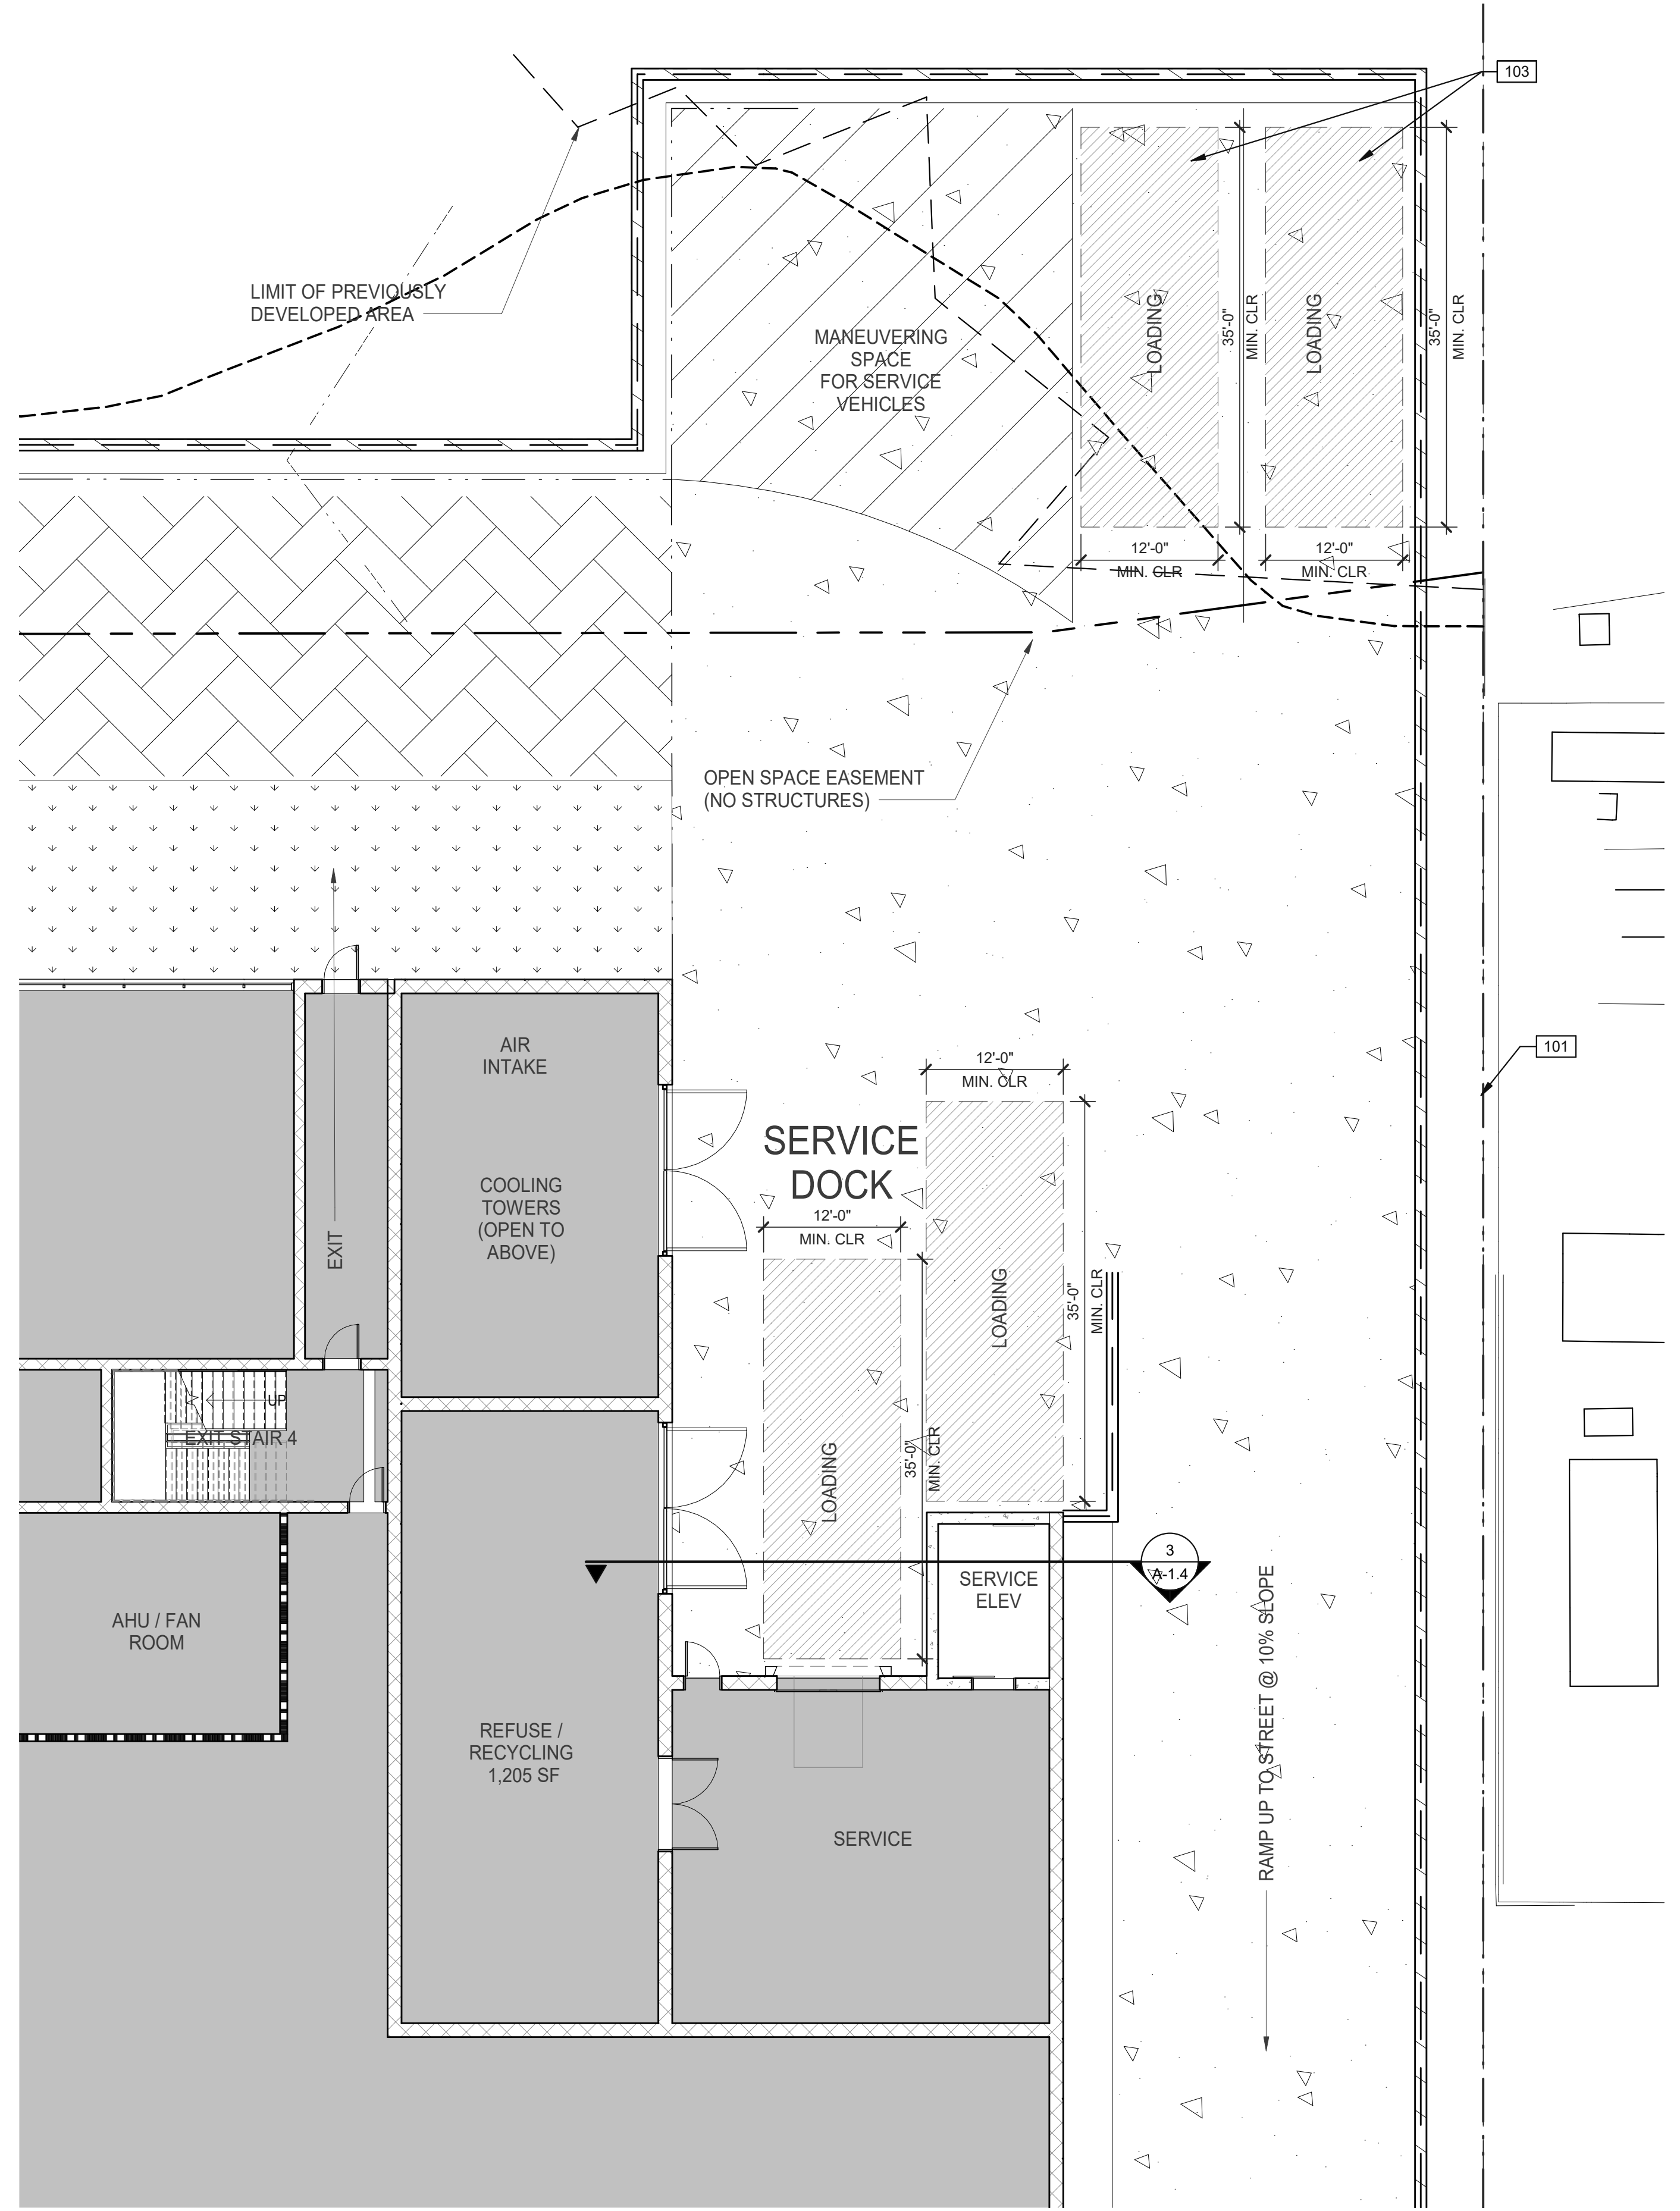 103
LIMIT OF PREVIOUSLY
DEVELOPED AREA
MANEUVERING
SPACE
FOR SERVICE
VEHICLES
LOADING
35'-0"
MIN. CLR
LOADING
35'-0"
MIN. CLR
12'-0"
MIN. CLR
12'-0"
MIN. CLR
OPEN SPACE EASEMENT
(NO STRUCTURES)
101
AIR
INTAKE
12'-0"
MIN. CLR
SERVICE
DOCK
COOLING
TOWERS
(OPEN TO
ABOVE)
EXIT
12'-0"
MIN. CLR
LOADING
35'-0"
MIN. CLR
UP
EXIT STAIR 4
LOADING
35'-0"
MIN. CLR
3
A-1.4
SERVICE
ELEV
AHU / FAN
ROOM
RAMP UP TO STREET @ 10% SLOPE
REFUSE /
RECYCLING
1,205 SF
SERVICE